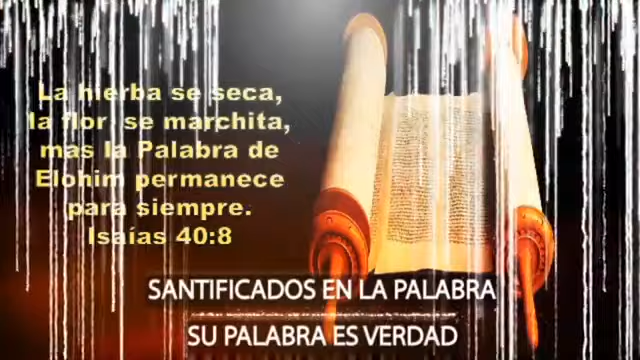 La hierba se seca,
la flor se marchita,
mas la Palabra de
Elohim permanece
para siempre.
Isaías 40:8
SANTIFICADOS EN LA PALABRA
SU PALABRA ES VERDAD